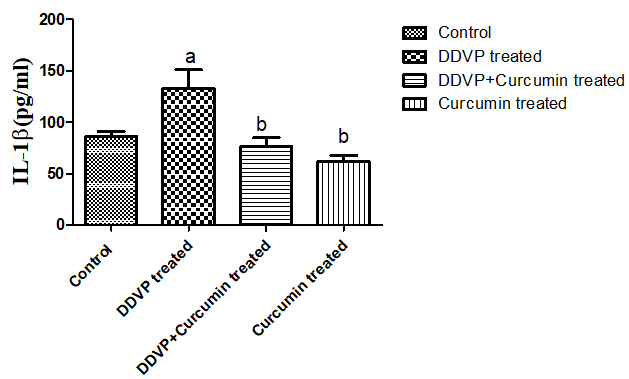 200
150
100
50
0
IL-1β(pg/ml)
a
b
b
Control
DDVP treated
DDVP+Curcumin treated
Curcumin treated
Control
DDVP treated
DDVP+Curcumin treated
Curcumin treated